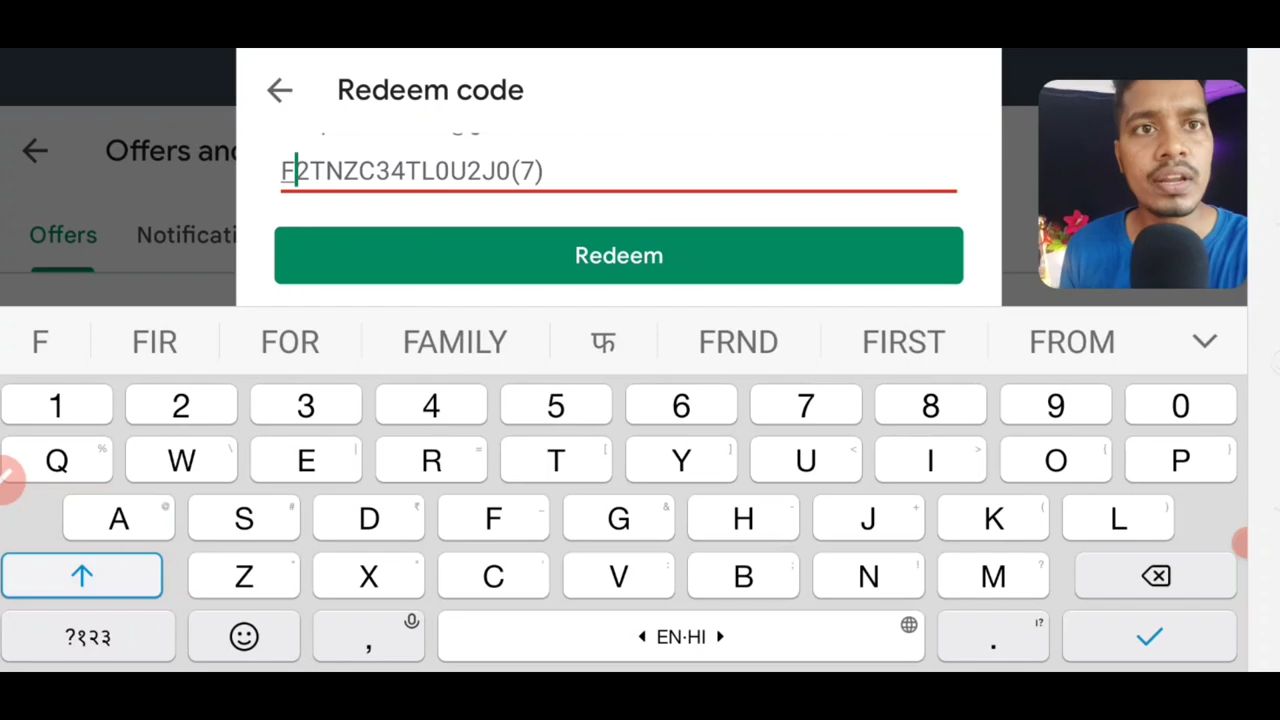 Redeem code
Offers and
F2TNZC34TL0U2J0(7)
Offers Notificati
Redeem
F FIR FOR FAMILY फ FRND FIRST FROM
1 2 3 4 5 6 7 8 9 0
Q % W \ E | R = T [ Y ] U < I > O { P }
A @ S # D ₹ F _ G & H - J + K ( L )
Z X C V B N ! M ?
?१२३ , EN·HI . !?